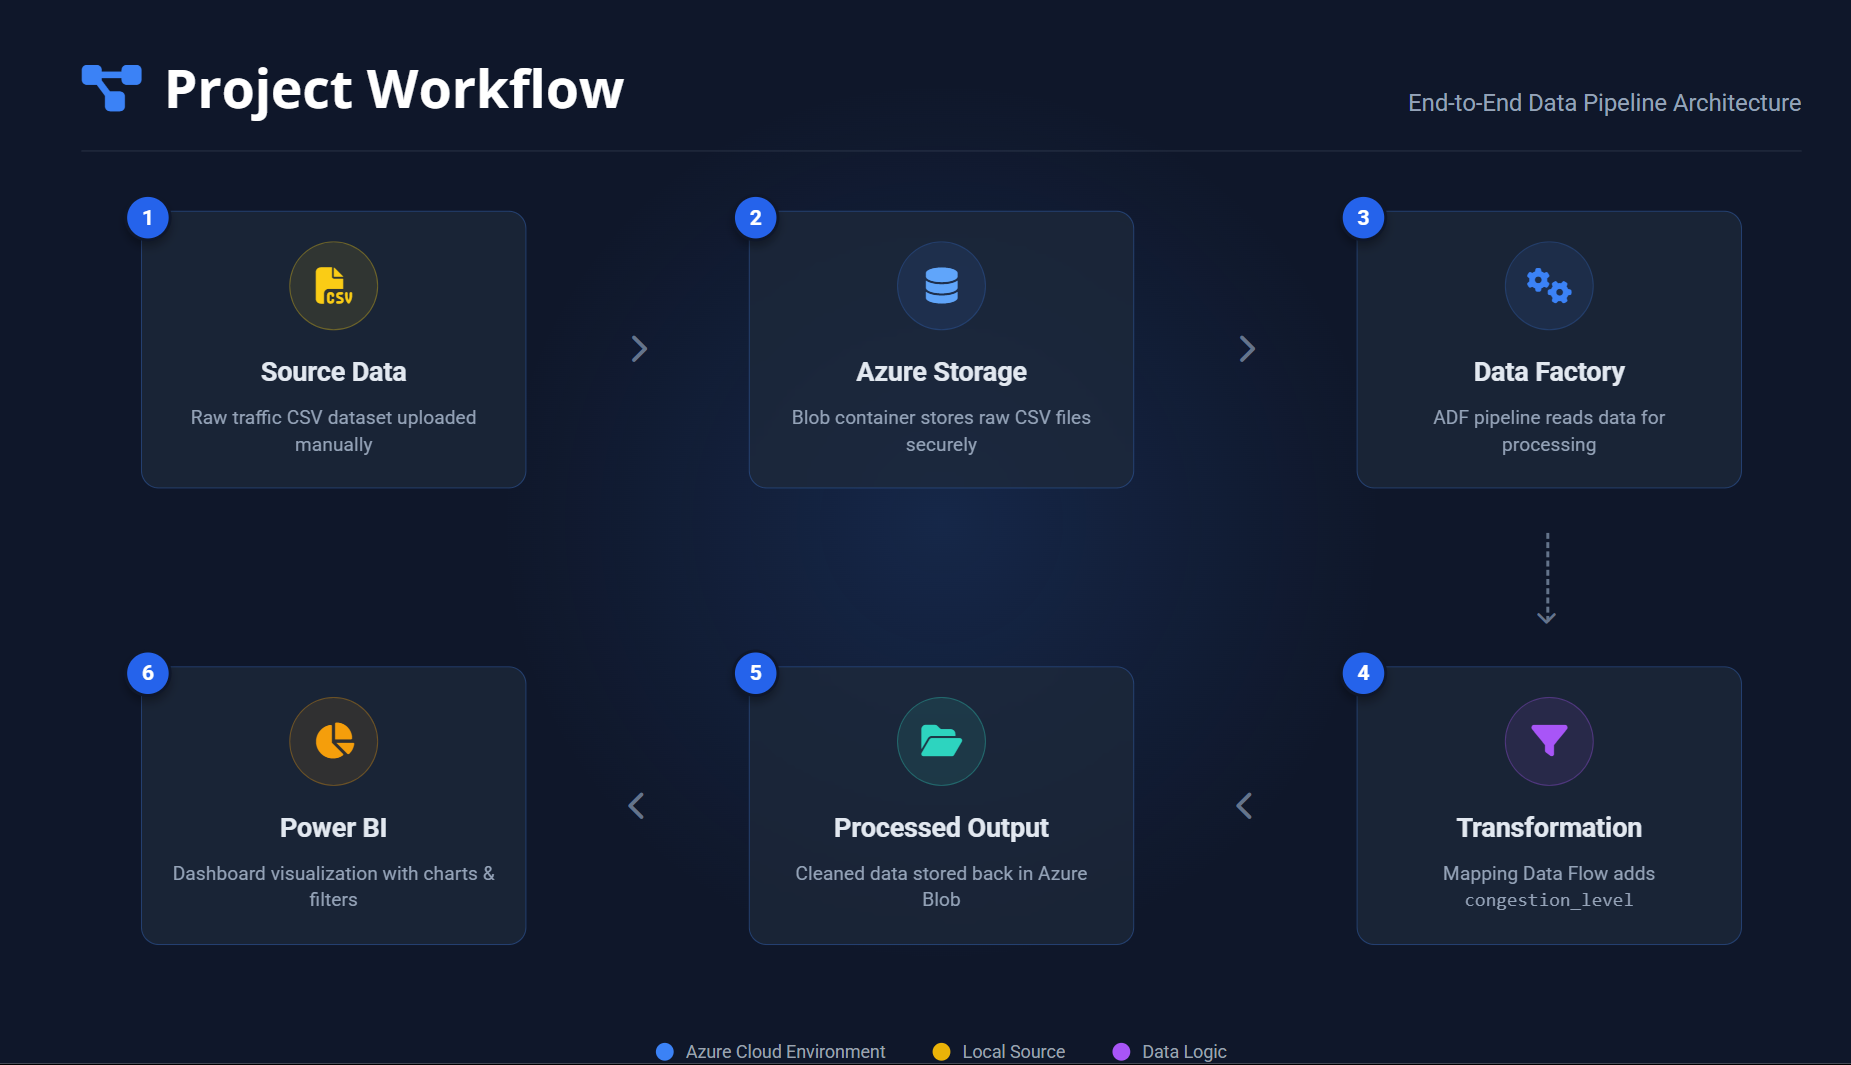 Project Workflow
End-to-End Data Pipeline Architecture
1
CSV
Source Data
Raw traffic CSV dataset uploaded
manually
2
Azure Storage
Blob container stores raw CSV files
securely
3
Data Factory
ADF pipeline reads data for
processing
6
Power BI
Dashboard visualization with charts &
filters
5
Processed Output
Cleaned data stored back in Azure
Blob
4
Transformation
Mapping Data Flow adds
congestion_level
Azure Cloud Environment
Local Source
Data Logic